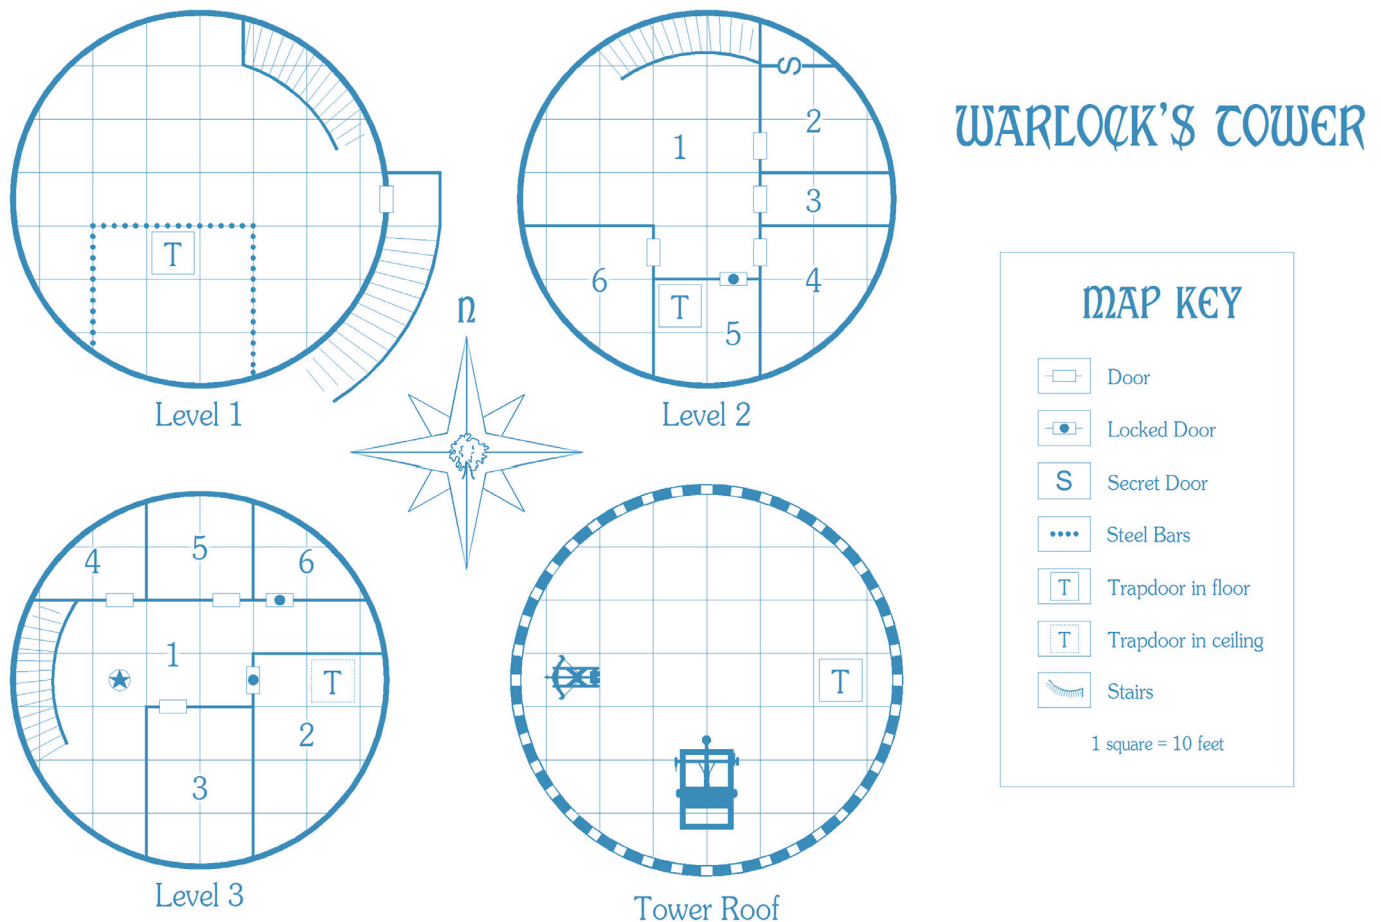 WARLOCK'S TOWER
T
Level 1
S
1
2
3
4
5
6
T
Level 2
N
4
5
6
1
T
2
3
Level 3
T
Tower Roof
MAP KEY
Door
Locked Door
S Secret Door
Steel Bars
T Trapdoor in floor
T Trapdoor in ceiling
Stairs
1 square = 10 feet